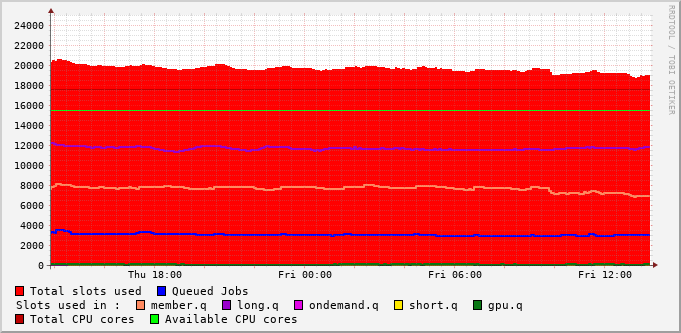 RRDTOOL / TOBI OETIKER
24000
22000
20000
18000
16000
14000
12000
10000
8000
6000
4000
2000
0
Thu 18:00 Fri 00:00 Fri 06:00 Fri 12:00
Total slots used Queued Jobs
Slots used in : member.q long.q ondemand.q short.q gpu.q
Total CPU cores Available CPU cores